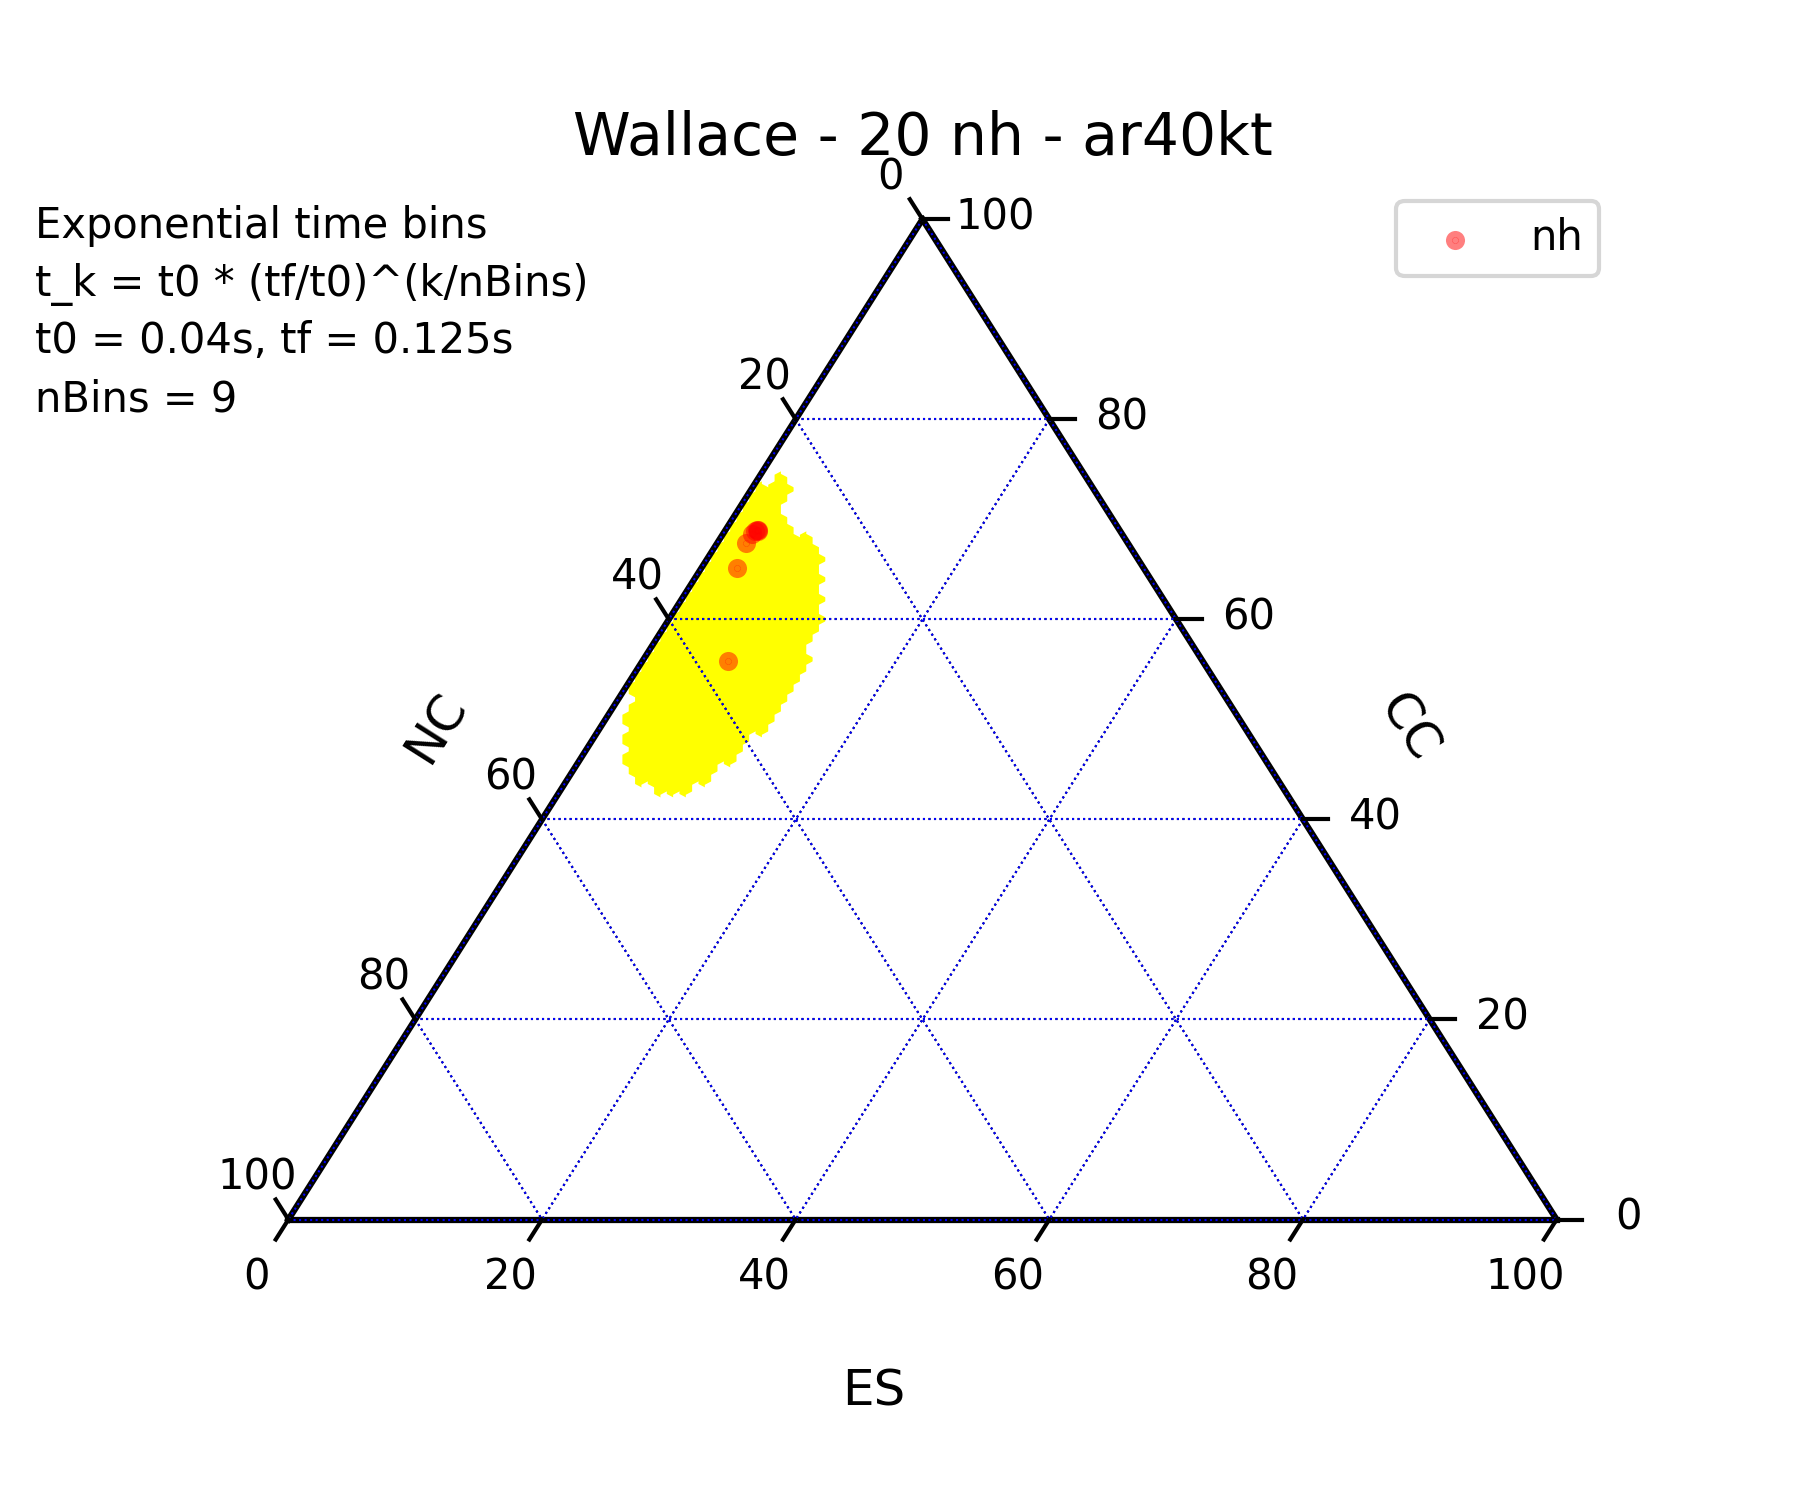 Wallace - 20 nh - ar40kt
Exponential time bins
t_k = t0 * (tf/t0)^(k/nBins)
t0 = 0.04s, tf = 0.125s
nBins = 9
nh
0
100
20
80
40
60
NC
CC
60
40
80
20
100
0
0
20
40
60
80
100
ES